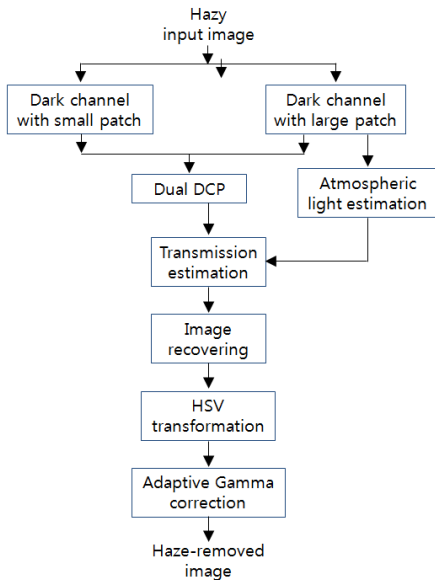 Hazy
input image
Dark channel
with small patch
Dark channel
with large patch
Dual DCP
Atmospheric
light estimation
Transmission
estimation
Image
recovering
HSV
transformation
Adaptive Gamma
correction
Haze-removed
image